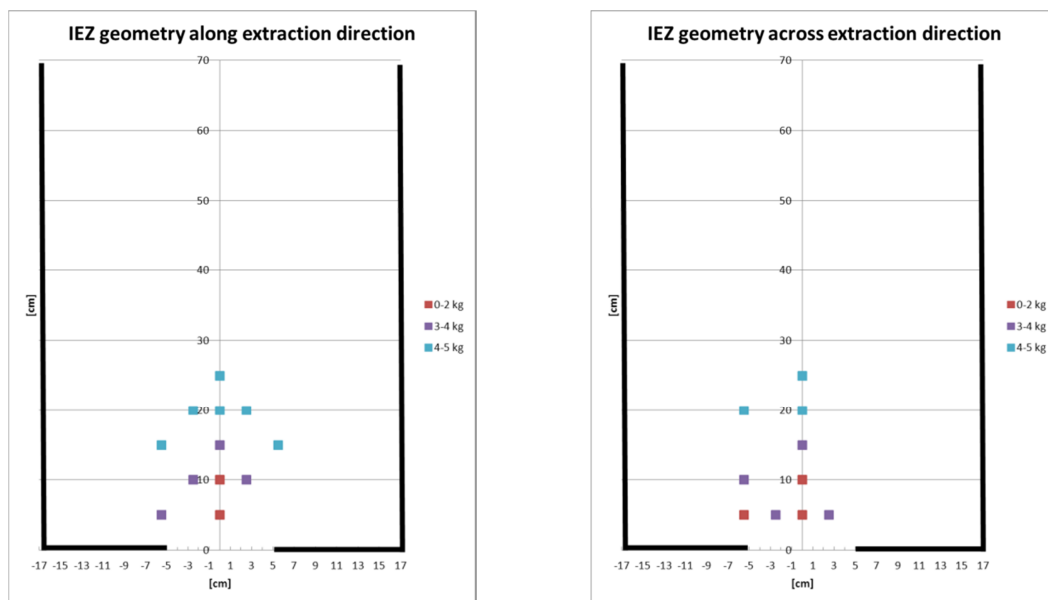 IEZ geometry along extraction direction
70
60
50
40
[cm]
30
20
10
0
-17 -15 -13 -11 -9 -7 -5 -3 -1 1 3 5 7 9 11 13 15 17
[cm]
0-2 kg
3-4 kg
4-5 kg
IEZ geometry across extraction direction
70
60
50
40
[cm]
30
20
10
0
-17 -15 -13 -11 -9 -7 -5 -3 -1 1 3 5 7 9 11 13 15 17
[cm]
0-2 kg
3-4 kg
4-5 kg